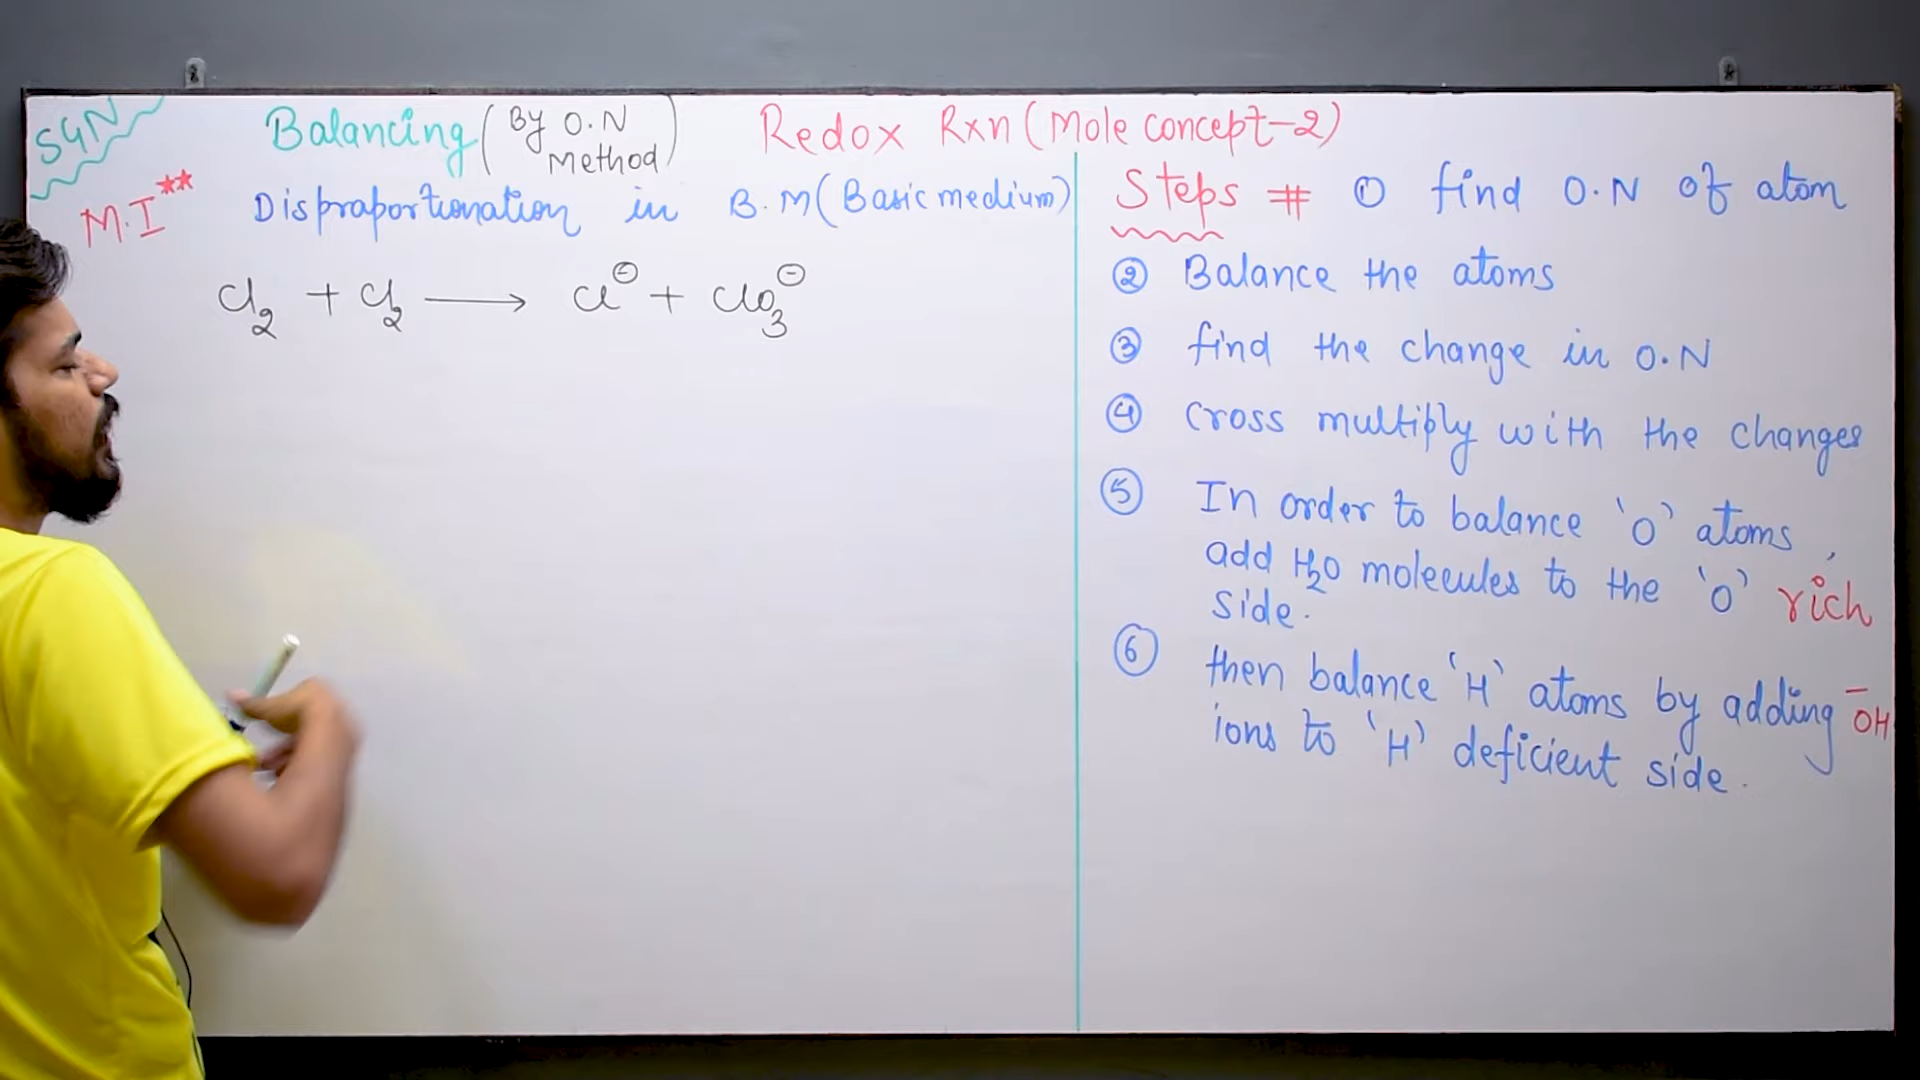 SGN
Balancing (By O.N Method) Redox Rxn (Mole concept-2)
M.I**
Dispraportionation in B.M (Basic medium)
Cl₂ + Cl₂ ⟶ Cl⊖ + ClO₃⊖
Steps # ① find O.N of atom
② Balance the atoms
③ find the change in O.N
④ Cross multiply with the changes
⑤ In order to balance 'O' atoms,
add H₂O molecules to the 'O' rich
side.
⑥ then balance 'H' atoms by adding ⁻OH
ions to 'H' deficient side.